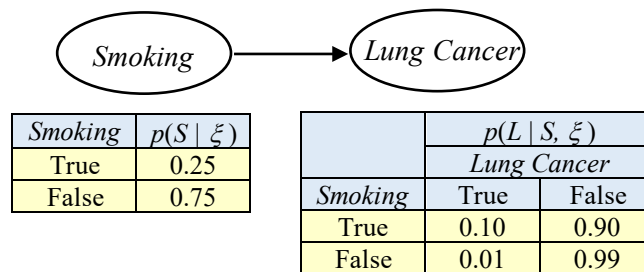 Smoking Lung Cancer
Smoking p(S | ξ)
True 0.25
False 0.75
p(L | S, ξ)
Lung Cancer
Smoking True False
True 0.10 0.90
False 0.01 0.99